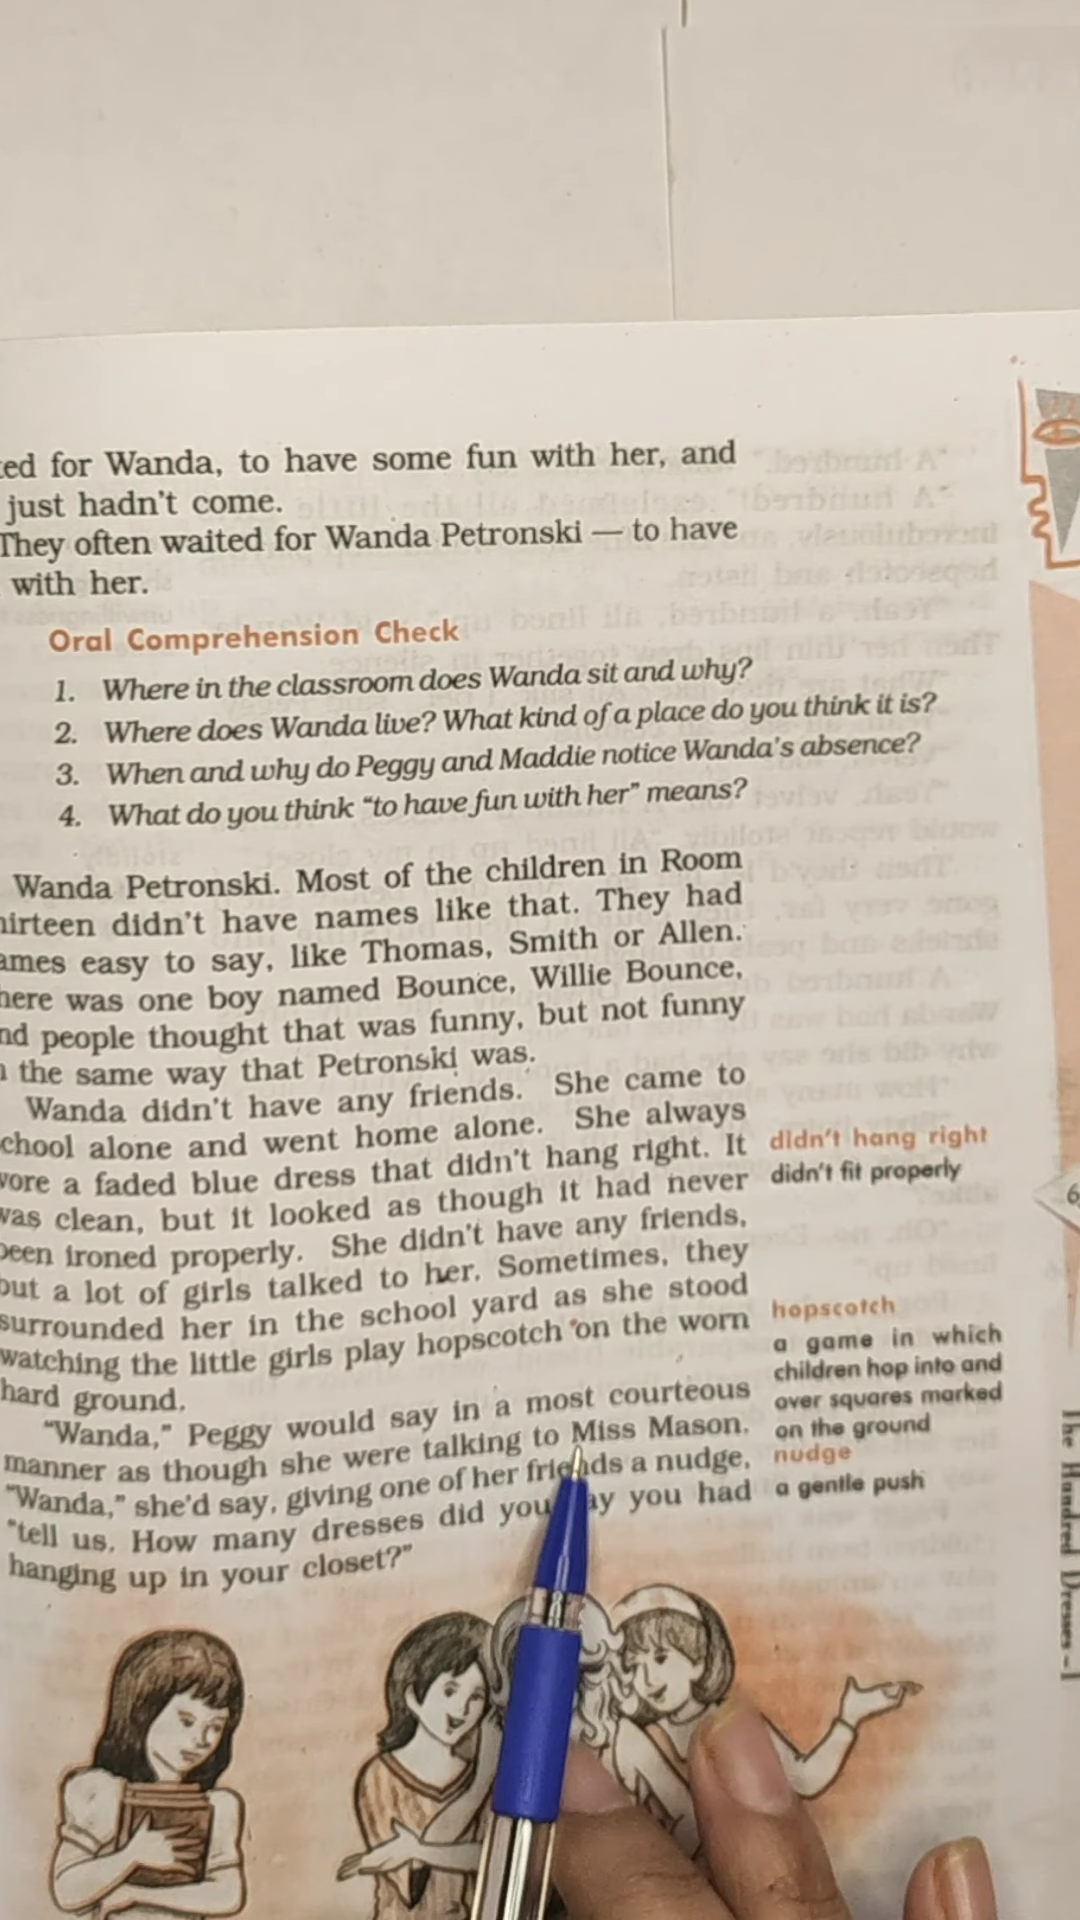 for Wanda, to have some fun with her, and
just hadn't come.
They often waited for Wanda Petronski — to have
with her.
Oral Comprehension Check
1. Where in the classroom does Wanda sit and why?
2. Where does Wanda live? What kind of a place do you think it is?
3. When and why do Peggy and Maddie notice Wanda's absence?
4. What do you think “to have fun with her” means?
Wanda Petronski. Most of the children in Room
didn't have names like that. They had
easy to say, like Thomas, Smith or Allen.
was one boy named Bounce, Willie Bounce,
people thought that was funny, but not funny
the same way that Petronski was.
Wanda didn't have any friends. She came to
alone and went home alone. She always
a faded blue dress that didn't hang right. It
clean, but it looked as though it had never
ironed properly. She didn't have any friends,
but a lot of girls talked to her. Sometimes, they
surrounded her in the school yard as she stood
watching the little girls play hopscotch on the worn
hard ground.
“Wanda,” Peggy would say in a most courteous
manner as though she were talking to Miss Mason.
“Wanda,” she'd say, giving one of her friends a nudge,
“tell us. How many dresses did you say you had
hanging up in your closet?”
didn't hang right
didn't fit properly
hopscotch
a game in which
children hop into and
over squares marked
on the ground
nudge
a gentle push
6
The Hundred Dresses – I